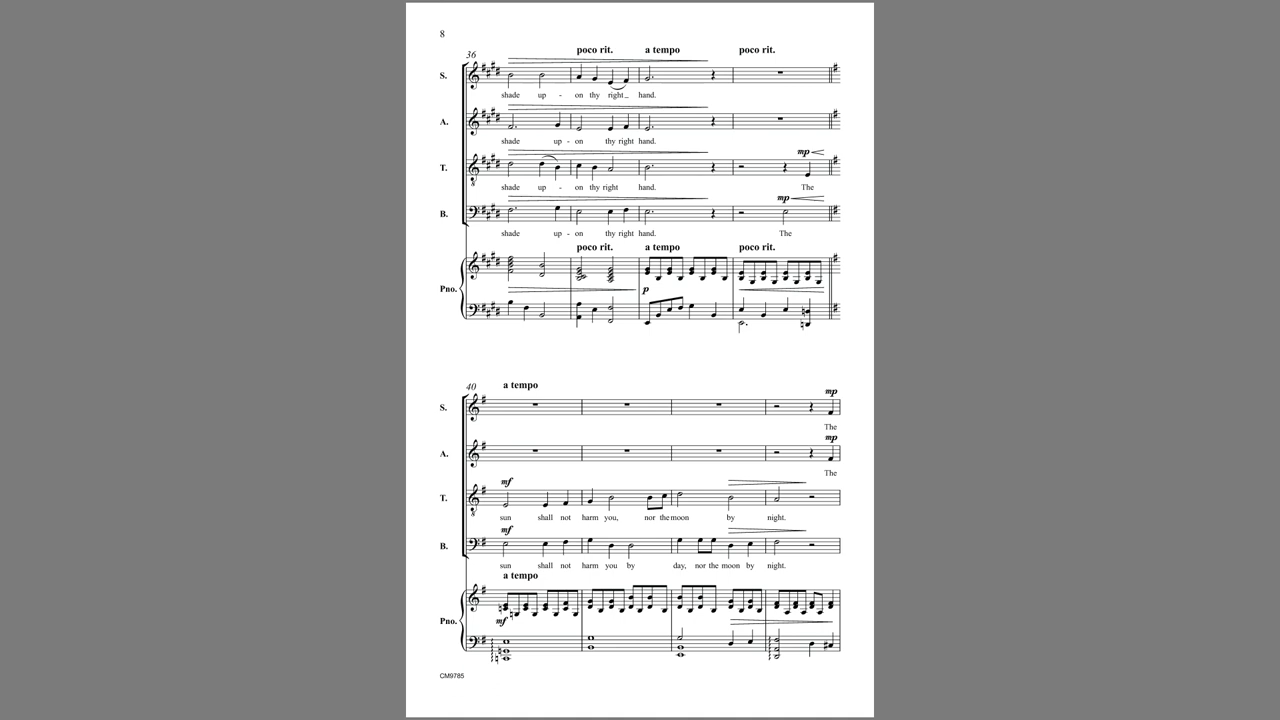 8
36
poco rit. a tempo poco rit.
S.
shade up - on thy right_ hand.
A.
shade up - on thy right hand.
mp
T.
shade up - on thy right hand. The
mp
B.
shade up - on thy right hand. The
poco rit. a tempo poco rit.
Pno.
p
40
a tempo
mp
S.
The
mp
A.
The
mf
T.
sun shall not harm you, nor the moon by night.
mf
B.
sun shall not harm you by day, nor the moon by night.
a tempo
Pno.
mf
CM9785